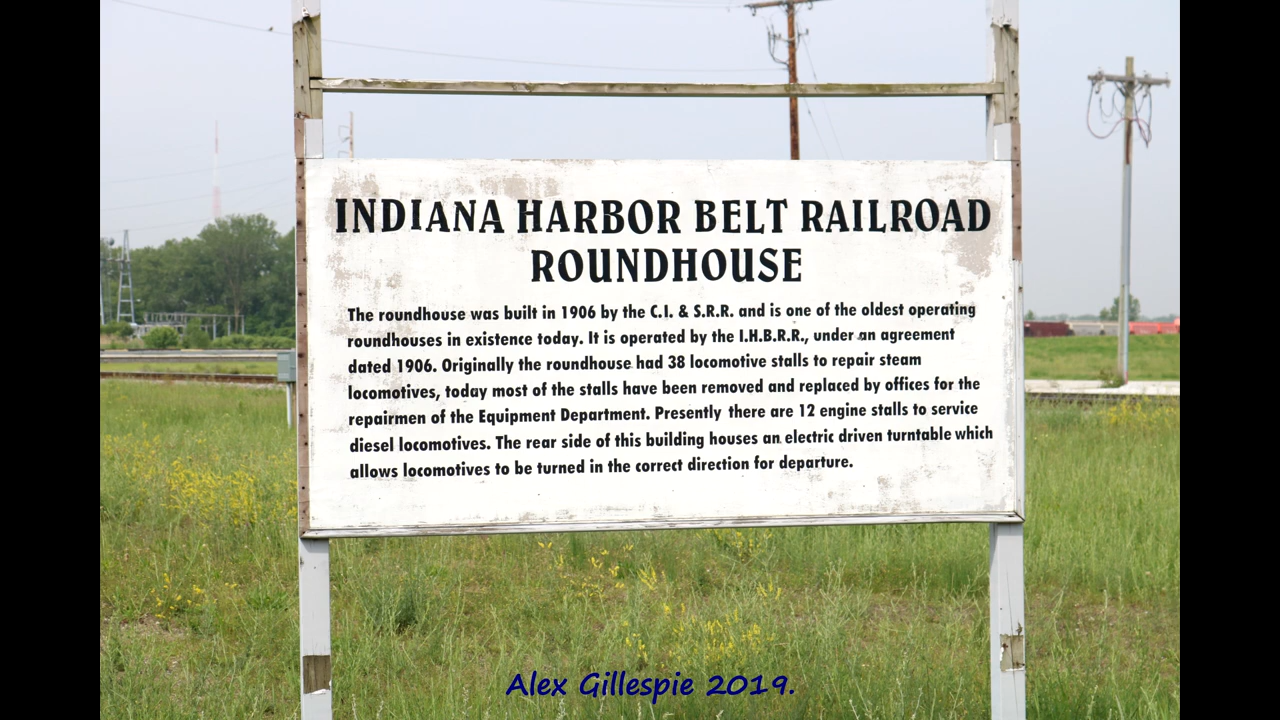 INDIANA HARBOR BELT RAILROAD
ROUNDHOUSE
The roundhouse was built in 1906 by the C.I. & S.R.R. and is one of the oldest operating
roundhouses in existence today. It is operated by the I.H.B.R.R., under an agreement
dated 1906. Originally the roundhouse had 38 locomotive stalls to repair steam
locomotives, today most of the stalls have been removed and replaced by offices for the
repairmen of the Equipment Department. Presently there are 12 engine stalls to service
diesel locomotives. The rear side of this building houses an electric driven turntable which
allows locomotives to be turned in the correct direction for departure.
Alex Gillespie 2019.